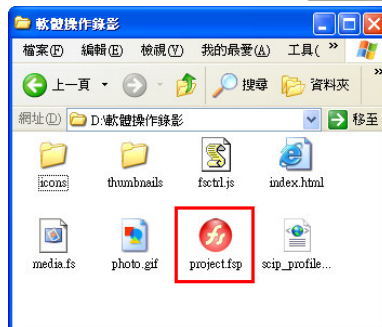 軟體操作錄影
檔案(F) 編輯(E) 檢視(V) 我的最愛(A) 工具( »
上一頁 搜尋 資料夾 »
網址(D) D:\軟體操作錄影 移至
icons thumbnails fsctrl.js index.html
media.fs photo.gif project.fsp scip_profile...